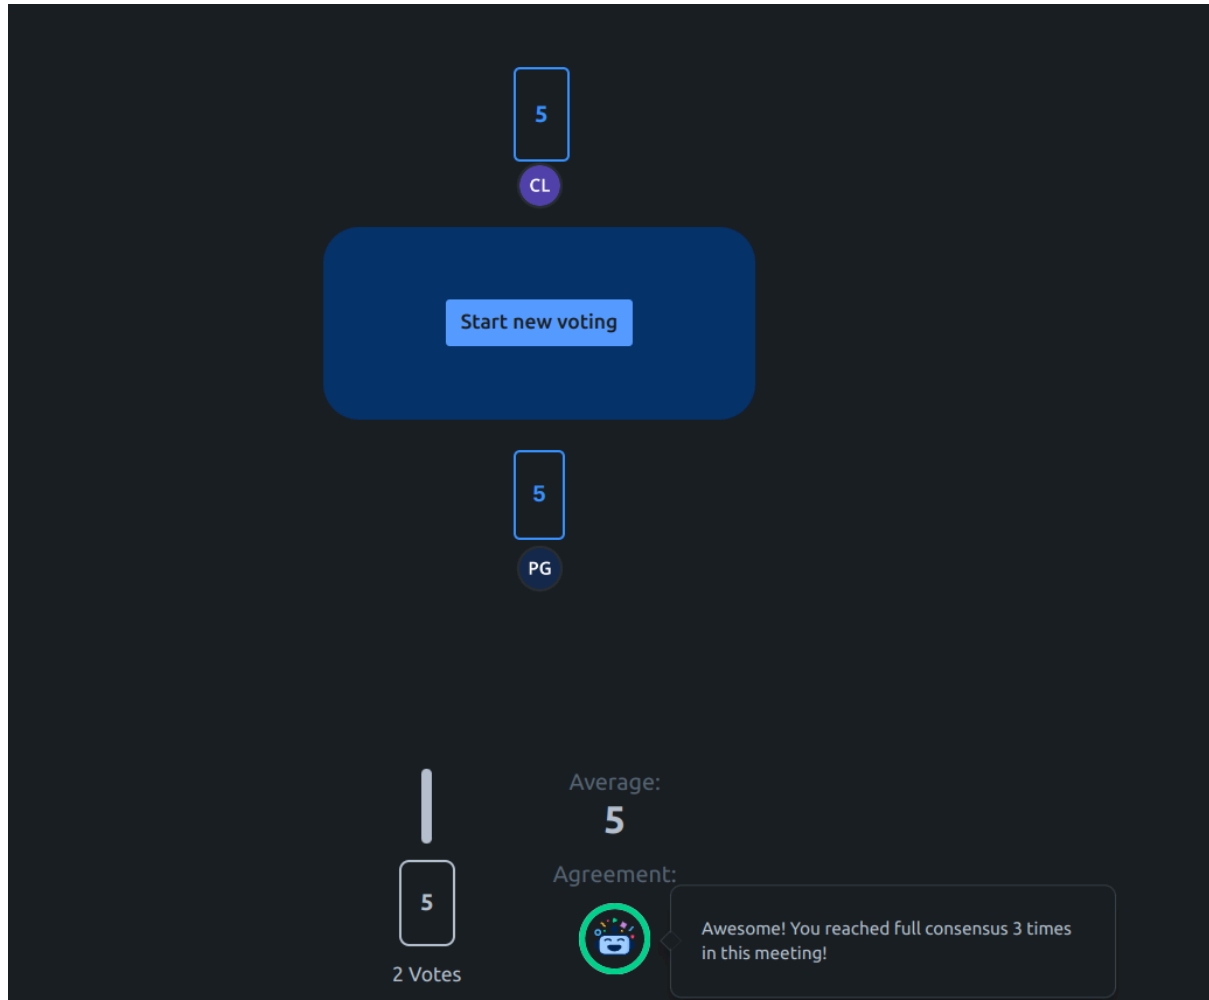 5
CL
Start new voting
5
PG
Average:
5
Agreement:
5
Awesome! You reached full consensus 3 times
in this meeting!
2 Votes